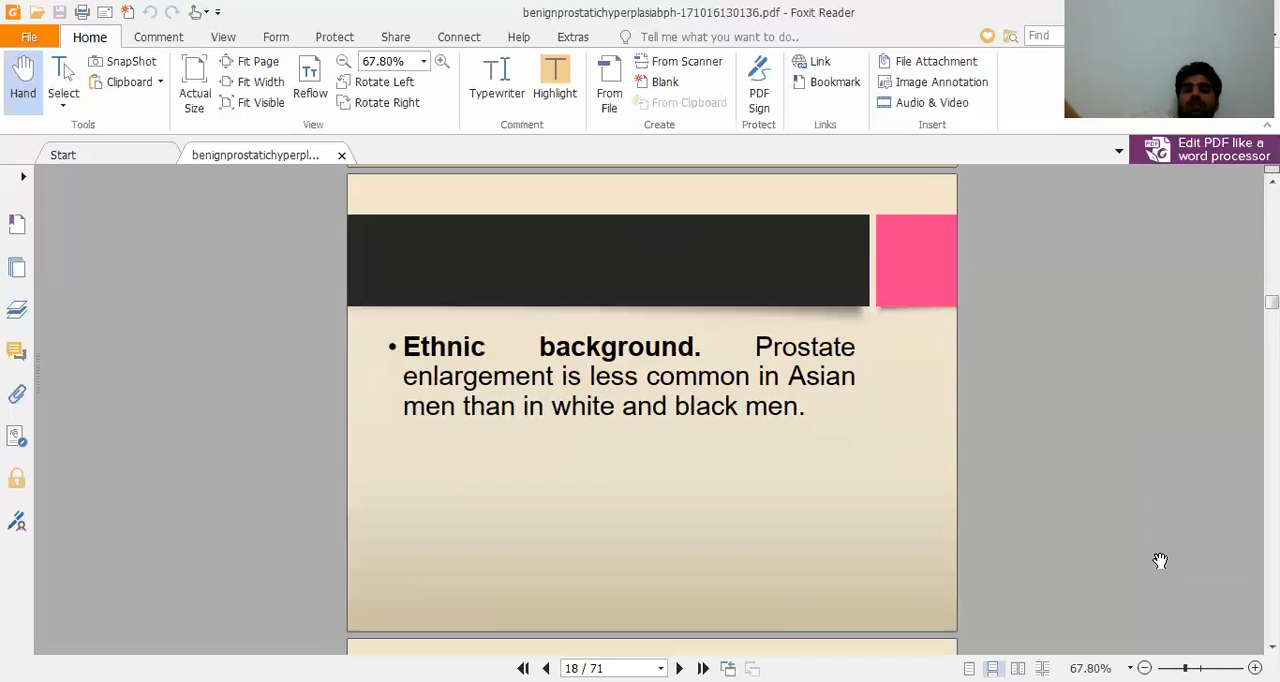 benignprostatichyperplasiabph-171016130136.pdf - Foxit Reader
File Home Comment View Form Protect Share Connect Help Extras Tell me what you want to do.. Find
Hand
Select
SnapShot
Clipboard
Tools
Actual Size
Fit Page
Fit Width
Fit Visible
Reflow
67.80%
Rotate Left
Rotate Right
View
Typewriter
Highlight
Comment
From File
From Scanner
Blank
From Clipboard
Create
PDF Sign
Protect
Link
Bookmark
Links
File Attachment
Image Annotation
Audio & Video
Insert
Start
benignprostatichyperpl...
Edit PDF like a
word processor
• Ethnic background. Prostate
enlargement is less common in Asian
men than in white and black men.
18 / 71
67.80%